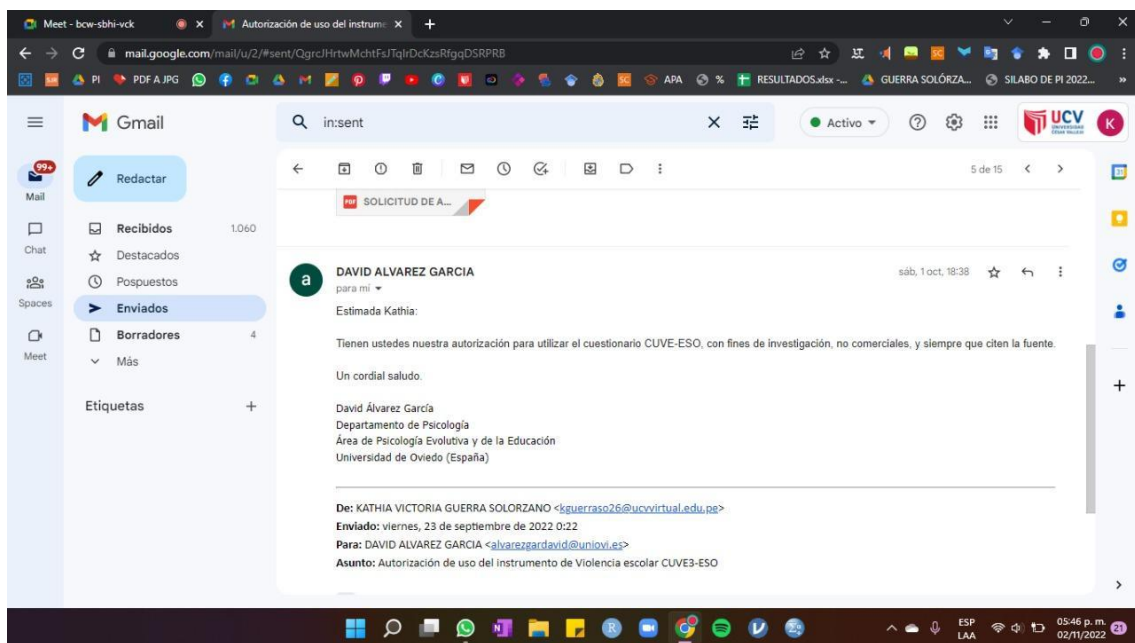 Meet - bcw-sbhi-vck
Autorización de uso del instrume
mail.google.com/mail/u/2/#sent/QgrcJHrtwMchtFsJTqlrDcKzsRfgqDSRPRB
PI
PDF A JPG
APA
%
RESULTADOS.xlsx -...
GUERRA SOLÓRZA...
SILABO DE PI 2022...
»
Gmail
in:sent
Activo
UCV
UNIVERSIDAD
CÉSAR VALLEJO
K
99+
Mail
Chat
Spaces
Meet
Redactar
Recibidos 1.060
Destacados
Pospuestos
Enviados
Borradores 4
Más
Etiquetas
5 de 15
PDF SOLICITUD DE A...
a
DAVID ALVAREZ GARCIA
sáb, 1 oct, 18:38
para mí
Estimada Kathia:
Tienen ustedes nuestra autorización para utilizar el cuestionario CUVE-ESO, con fines de investigación, no comerciales, y siempre que citen la fuente.
Un cordial saludo.
David Álvarez García
Departamento de Psicología
Área de Psicología Evolutiva y de la Educación
Universidad de Oviedo (España)
De: KATHIA VICTORIA GUERRA SOLORZANO <kguerraso26@ucvvirtual.edu.pe>
Enviado: viernes, 23 de septiembre de 2022 0:22
Para: DAVID ALVAREZ GARCIA <alvarezgardavid@uniovi.es>
Asunto: Autorización de uso del instrumento de Violencia escolar CUVE3-ESO
ESP
LAA
05:46 p. m.
02/11/2022
21